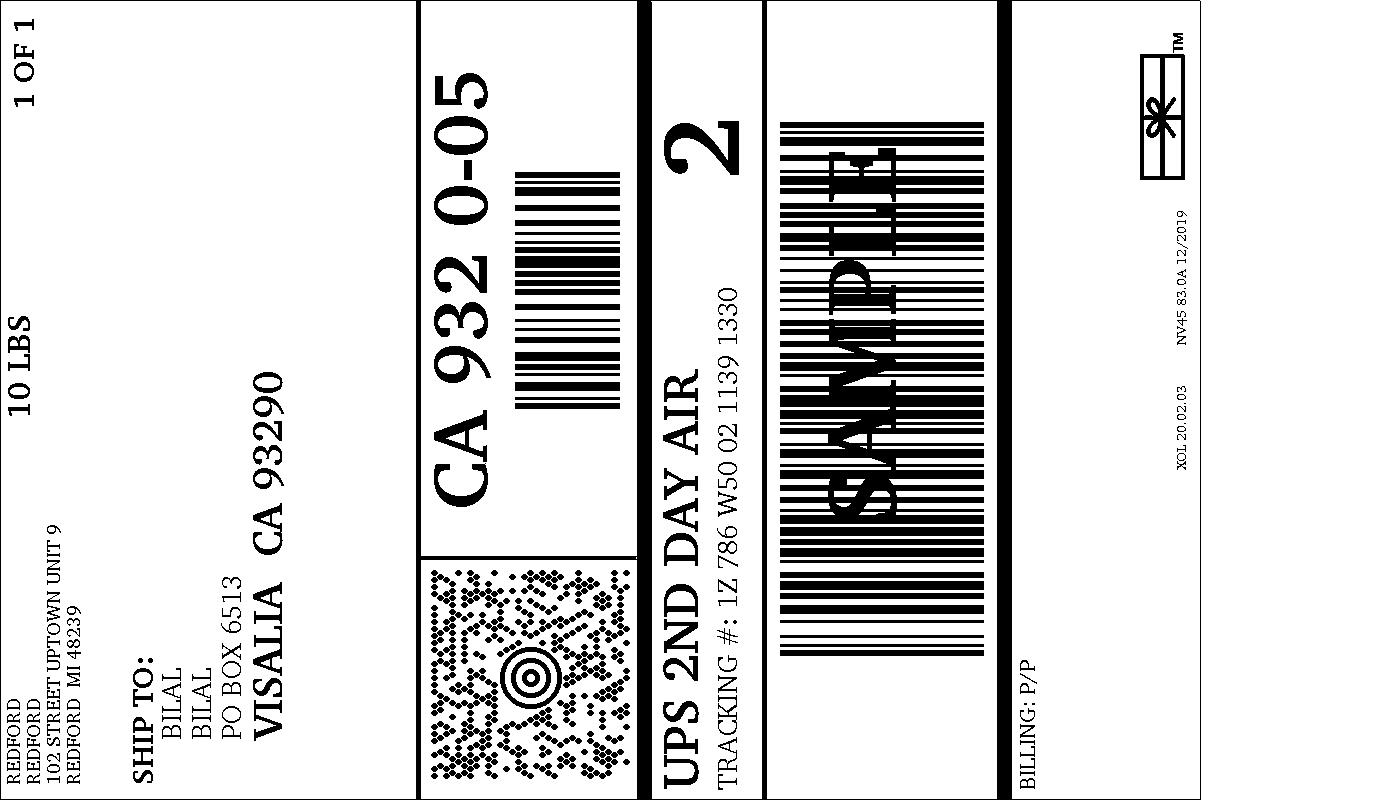 REDFORD
REDFORD
102 STREET UPTOWN UNIT 9
REDFORD MI 48239
10 LBS
1 OF 1
SHIP TO:
BILAL
BILAL
PO BOX 6513
VISALIA CA 93290
CA 932 0-05
UPS 2ND DAY AIR
2
TRACKING #: 1Z 786 W50 02 1139 1330
SAMPLE
BILLING: P/P
XOL 20.02.03 NV45 83.0A 12/2019
TM